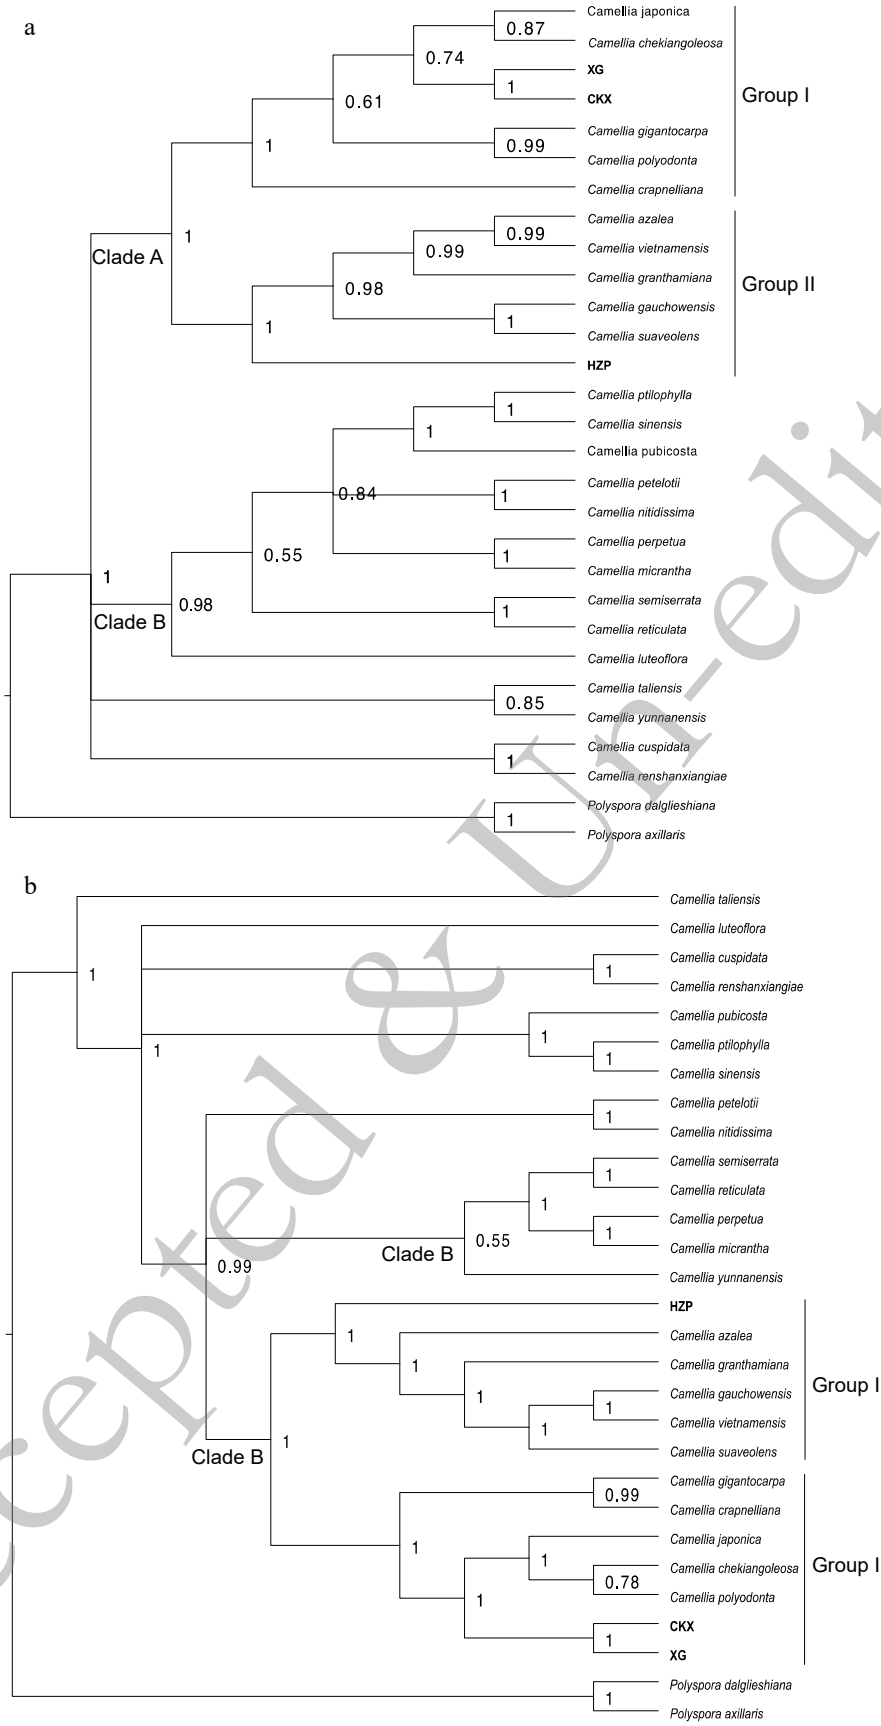 a
Camellia japonica
0.87
Camellia chekiangoleosa
0.74
XG
1
CKX
0.61
Group I
Camellia gigantocarpa
0.99
Camellia polyodonta
1
Camellia crapnelliana
1
Clade A
Camellia azalea
0.99
Camellia vietnamensis
0.99
Camellia granthamiana
0.98
Group II
Camellia gauchowensis
1
Camellia suaveolens
1
HZP
Camellia ptilophylla
1
Camellia sinensis
1
Camellia pubicosta
0.84
Camellia petelotii
1
Camellia nitidissima
0.55
Camellia perpetua
1
Camellia micrantha
1
0.98
Clade B
Camellia semiserrata
1
Camellia reticulata
Camellia luteoflora
Camellia taliensis
0.85
Camellia yunnanensis
Camellia cuspidata
1
Camellia renshanxiangiae
Polyspora dalglieshiana
1
Polyspora axillaris
b
Camellia taliensis
1
Camellia luteoflora
Camellia cuspidata
1
Camellia renshanxiangiae
1
Camellia pubicosta
1
Camellia ptilophylla
1
Camellia sinensis
Camellia petelotii
1
Camellia nitidissima
Camellia semiserrata
1
Camellia reticulata
1
Camellia perpetua
1
Camellia micrantha
0.55
Clade B
Camellia yunnanensis
0.99
HZP
1
Camellia azalea
1
Camellia granthamiana
1
Group I
Camellia gauchowensis
1
Camellia vietnamensis
1
Camellia suaveolens
Clade B
1
Camellia gigantocarpa
0.99
Camellia crapnelliana
1
Camellia japonica
1
Camellia chekiangoleosa
0.78
Camellia polyodonta
1
Group I
CKX
1
XG
Polyspora dalglieshiana
1
Polyspora axillaris
ccepted & Un-edit